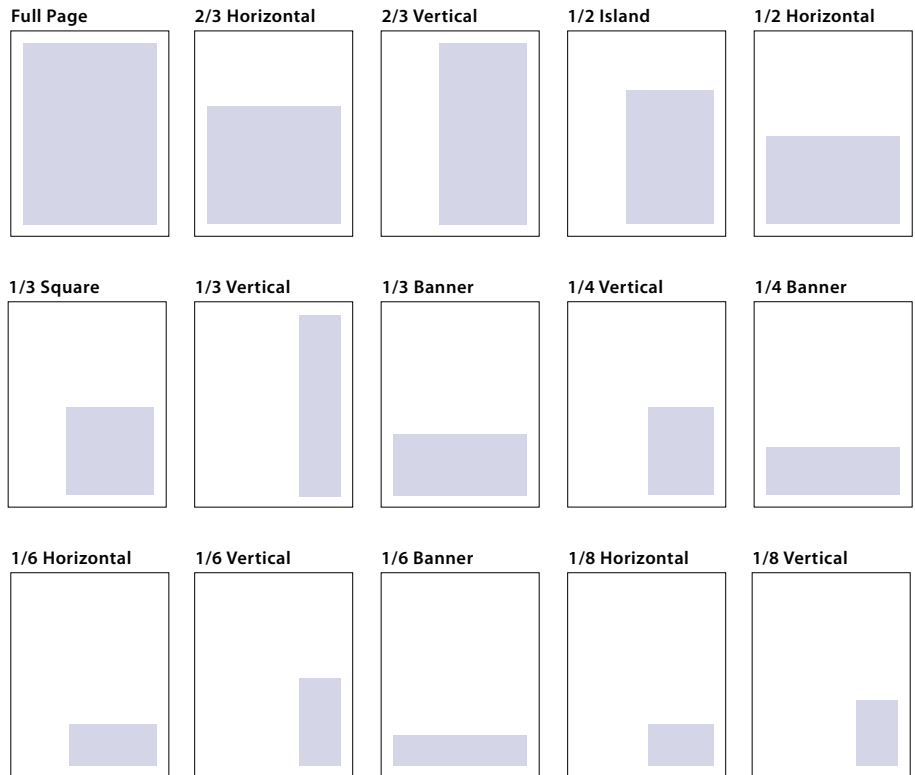 Full Page
2/3 Horizontal
2/3 Vertical
1/2 Island
1/2 Horizontal
1/3 Square
1/3 Vertical
1/3 Banner
1/4 Vertical
1/4 Banner
1/6 Horizontal
1/6 Vertical
1/6 Banner
1/8 Horizontal
1/8 Vertical